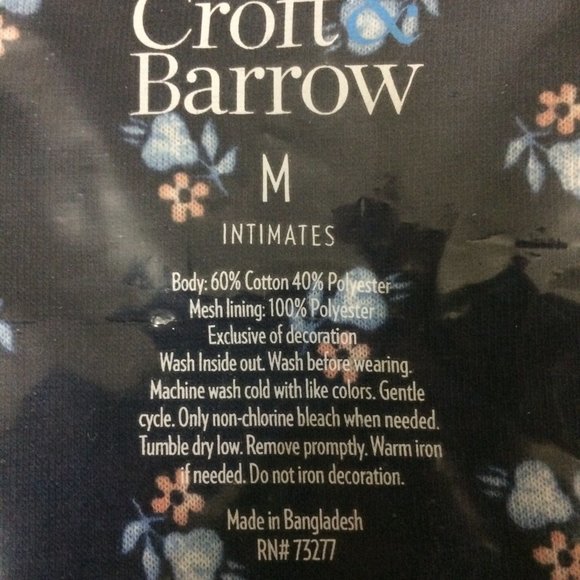 Croft &
Barrow
M
INTIMATES
Body: 60% Cotton 40% Polyester
Mesh lining: 100% Polyester
Exclusive of decoration
Wash Inside out. Wash before wearing.
Machine wash cold with like colors. Gentle
cycle. Only non-chlorine bleach when needed.
Tumble dry low. Remove promptly. Warm iron
if needed. Do not iron decoration.
Made in Bangladesh
RN# 73277